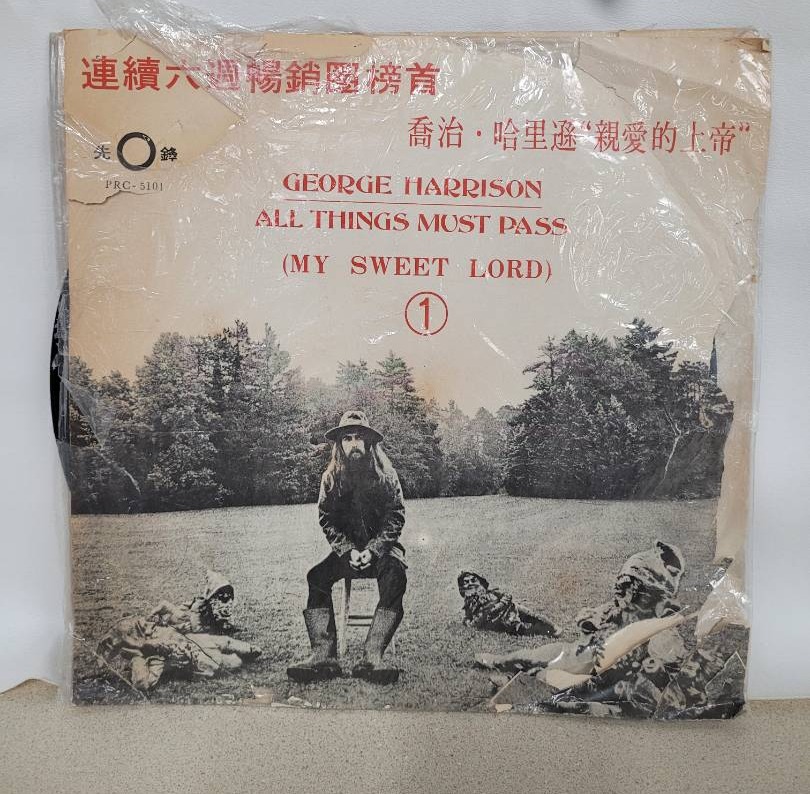 連續六週暢銷國榜首
喬治·哈里遜“親愛的上帝”
先鋒
PRC-5101
GEORGE HARRISON
ALL THINGS MUST PASS
(MY SWEET LORD)
①